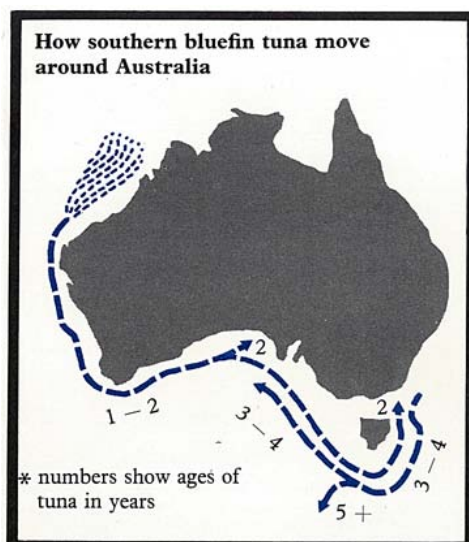 How southern bluefin tuna move
around Australia
2
1 – 2
3 – 4
2
3 – 4
5 +
* numbers show ages of
tuna in years